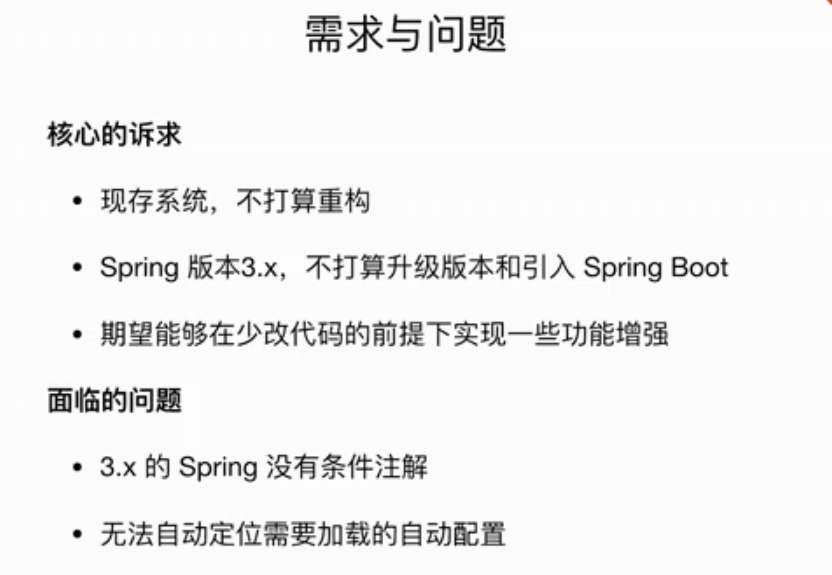 需求与问题
核心的诉求
• 现存系统，不打算重构
• Spring 版本3.x，不打算升级版本和引入 Spring Boot
• 期望能够在少改代码的前提下实现一些功能增强
面临的问题
• 3.x 的 Spring 没有条件注解
• 无法自动定位需要加载的自动配置